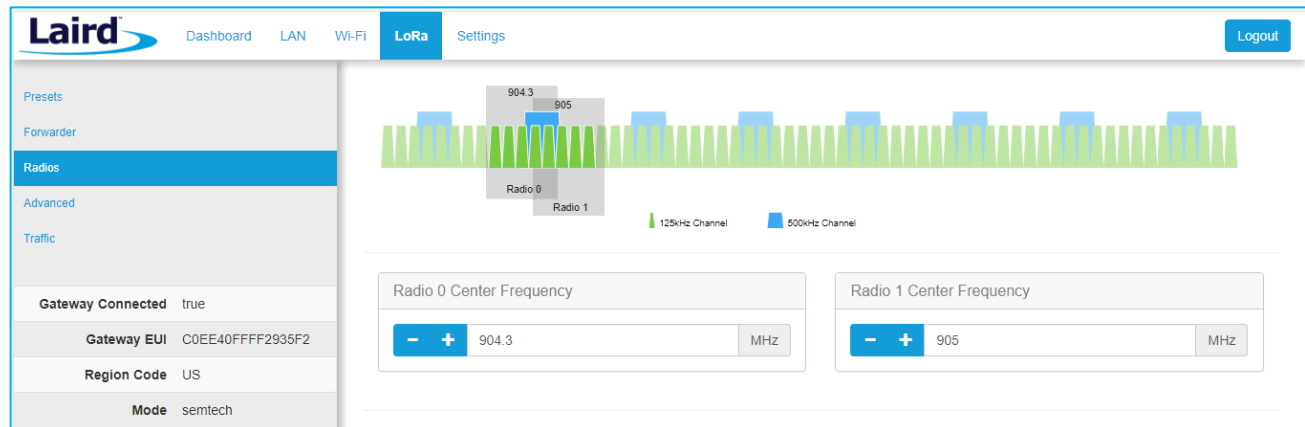 Laird™
Dashboard LAN Wi-Fi LoRa Settings Logout
Presets
Forwarder
Radios
Advanced
Traffic
Gateway Connected true
Gateway EUI C0EE40FFFF2935F2
Region Code US
Mode semtech
904.3
905
Radio 0
Radio 1
125kHz Channel 500kHz Channel
Radio 0 Center Frequency
− + 904.3 MHz
Radio 1 Center Frequency
− + 905 MHz